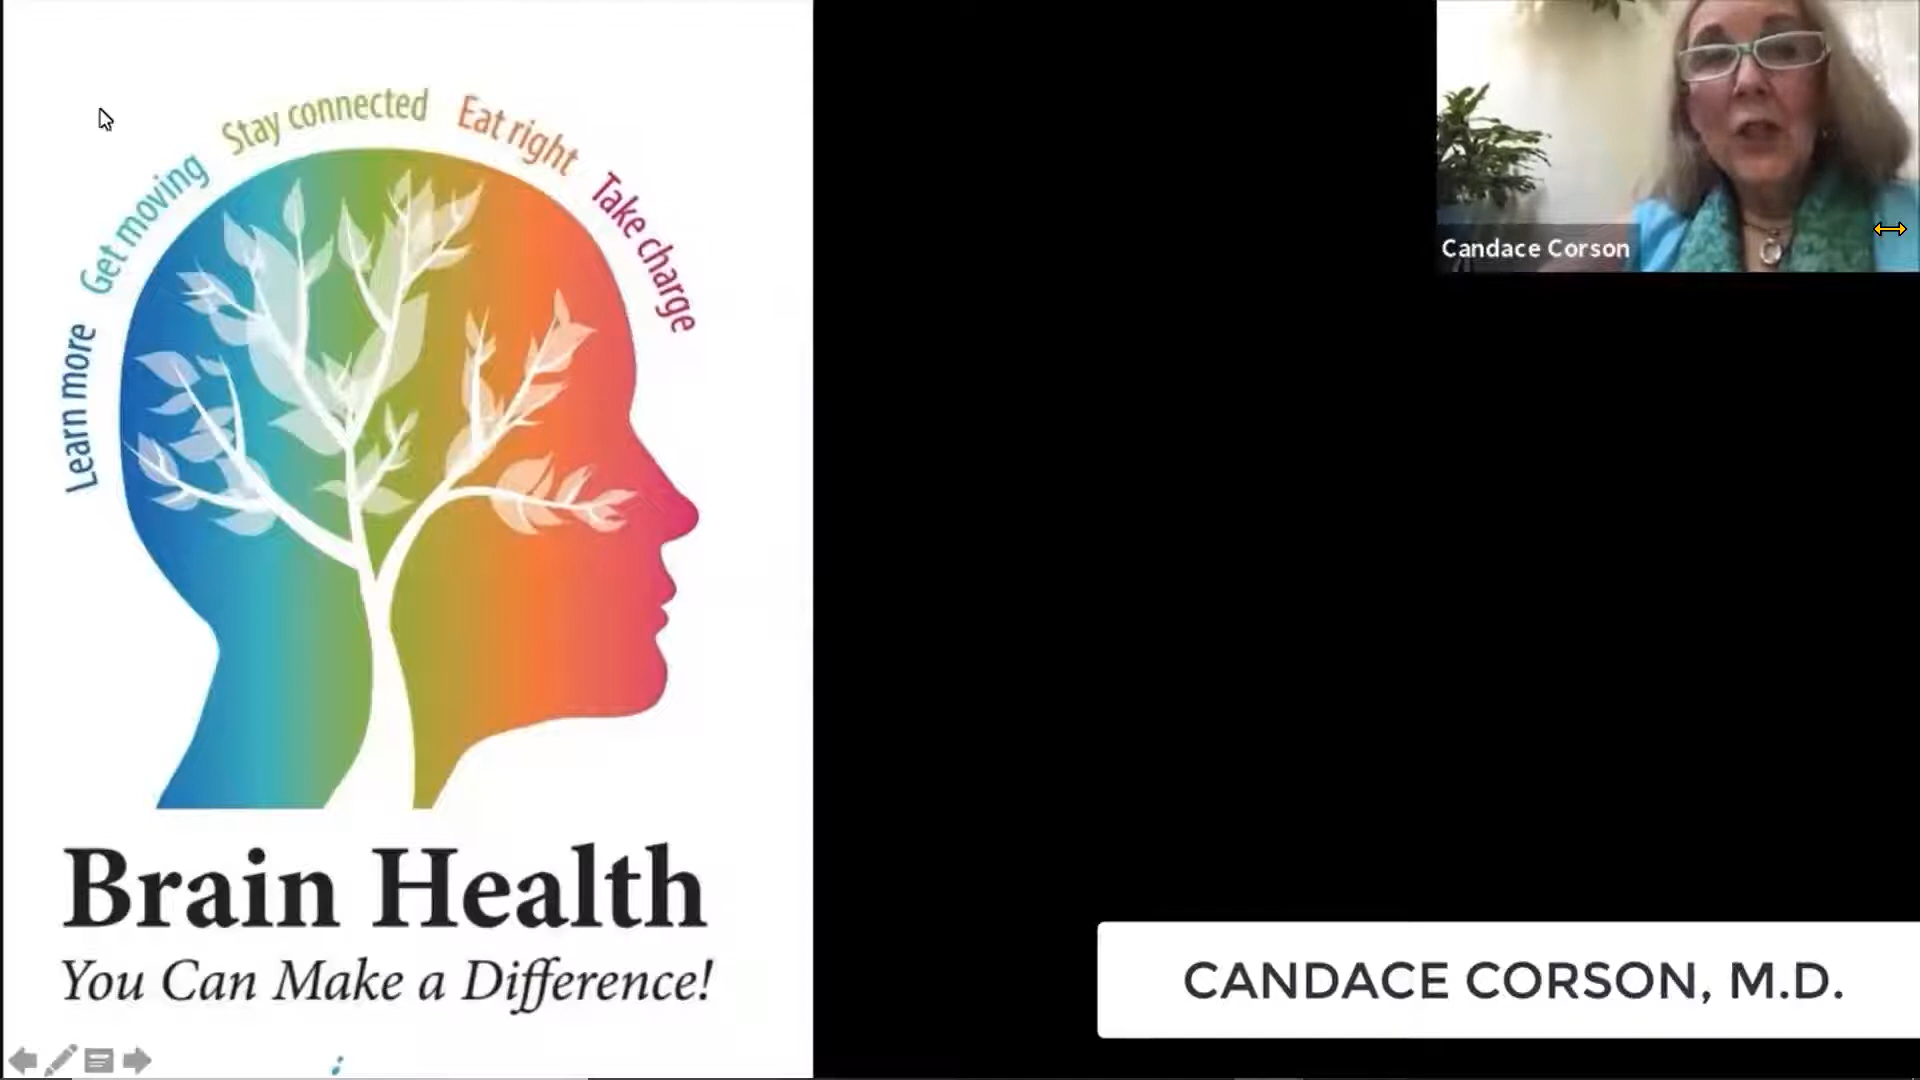 Learn more
Get moving
Stay connected
Eat right
Take charge
Brain Health
You Can Make a Difference!
Candace Corson
CANDACE CORSON, M.D.